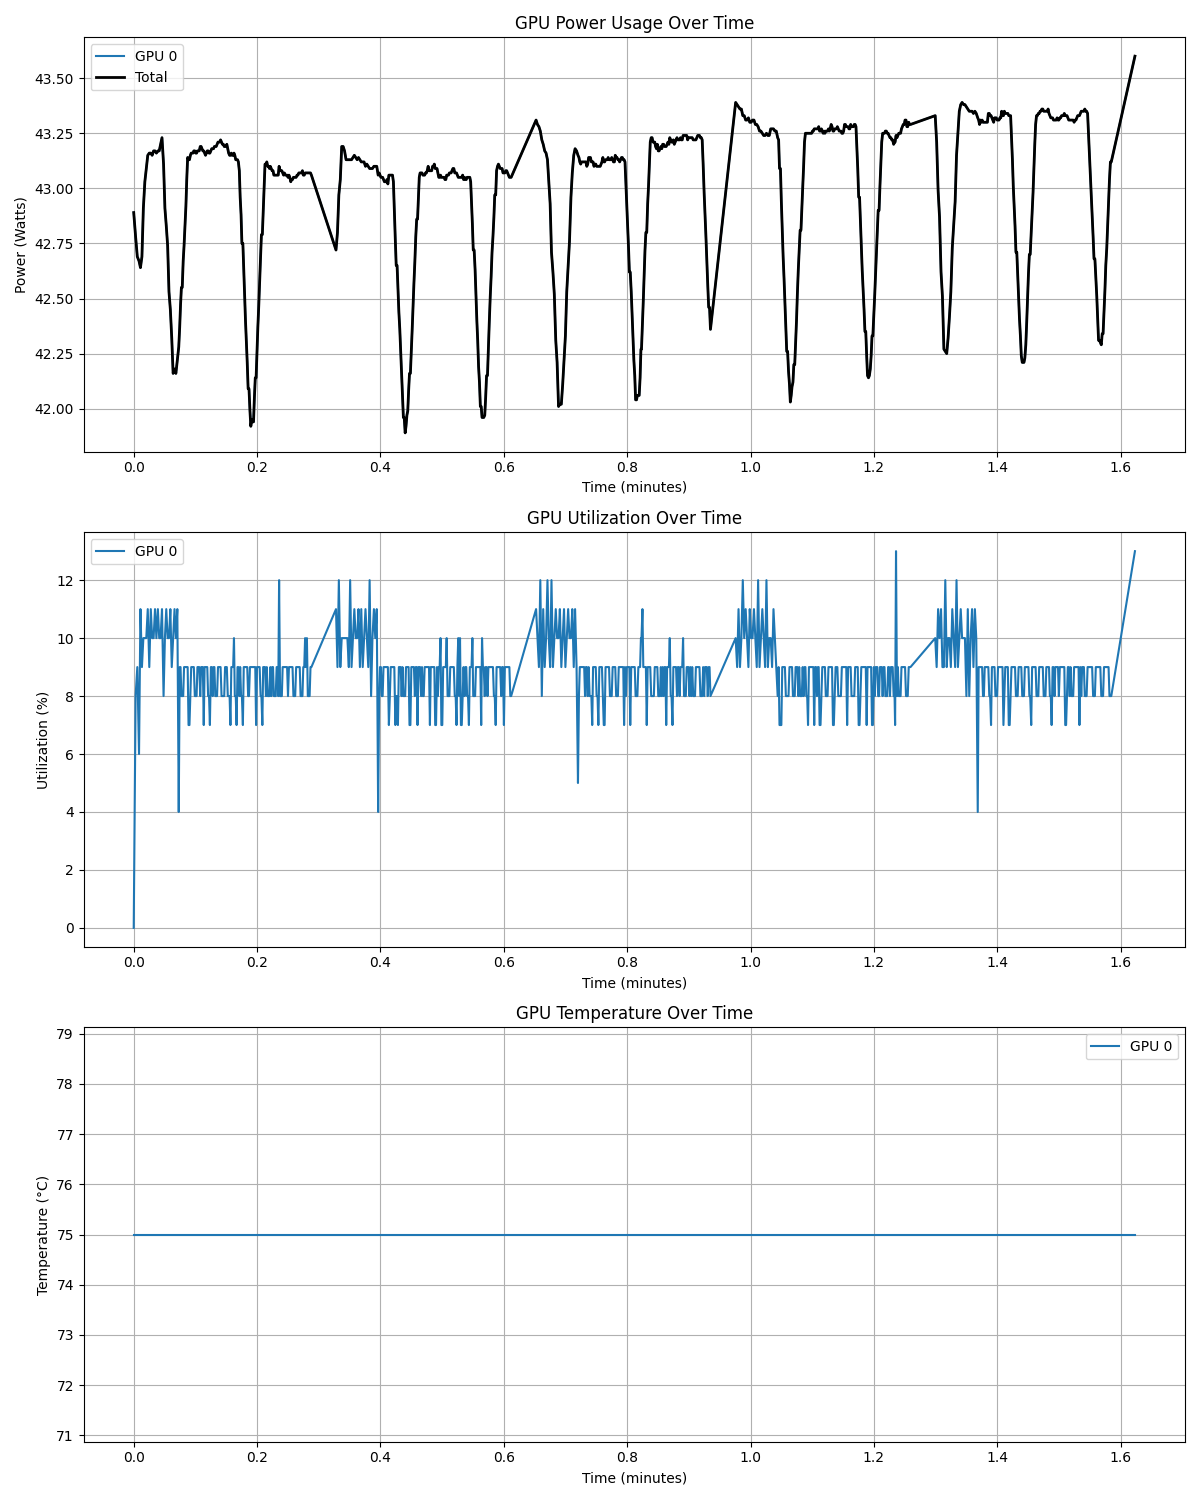 GPU Power Usage Over Time
GPU 0
Total
43.50
43.25
43.00
42.75
42.50
42.25
42.00
Power (Watts)
0.0 0.2 0.4 0.6 0.8 1.0 1.2 1.4 1.6
Time (minutes)
GPU Utilization Over Time
GPU 0
12
10
8
6
4
2
0
Utilization (%)
0.0 0.2 0.4 0.6 0.8 1.0 1.2 1.4 1.6
Time (minutes)
GPU Temperature Over Time
GPU 0
79
78
77
76
75
74
73
72
71
Temperature (°C)
0.0 0.2 0.4 0.6 0.8 1.0 1.2 1.4 1.6
Time (minutes)